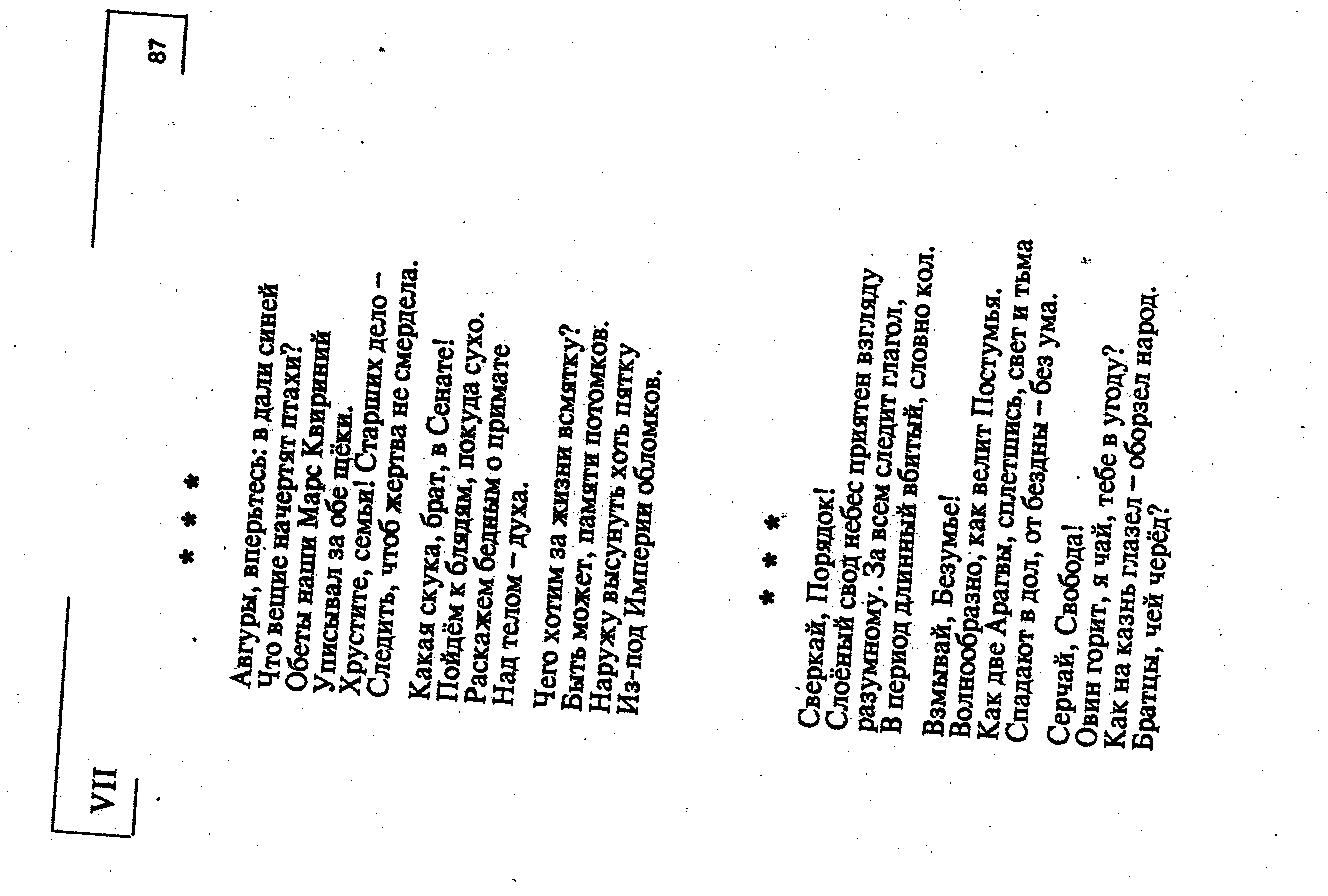 VII
87
* * *
Авгуры, вперьтесь: в дали синей
Что вещие начертят птахи?
Обеты наши Марс Квириний
Уписывал за обе щёки.
Хрустите, семьи! Старших дело –
Следить, чтоб жертва не смердела.
Какая скука, брат, в Сенате!
Пойдём к блядям, покуда сухо.
Раскажем бедным о примате
Над телом – духа.
Чего хотим за жизни всмятку?
Быть может, памяти потомков.
Наружу высунуть хоть пятку
Из-под Империи обломков.
* * *
Сверкай, Порядок!
Слоёный свод небес приятен взгляду
разумному. За всем следит глагол,
В период длинный вбитый, словно кол.
Взмывай, Безумье!
Волнообразно, как велит Постумья.
Как две Арагвы, сплетшись, свет и тьма
Спадают в дол, от бездны – без ума.
Серчай, Свобода!
Овин горит, я чай, тебе в угоду?
Как на казнь глазел – оборзел народ.
Братцы, чей черёд?